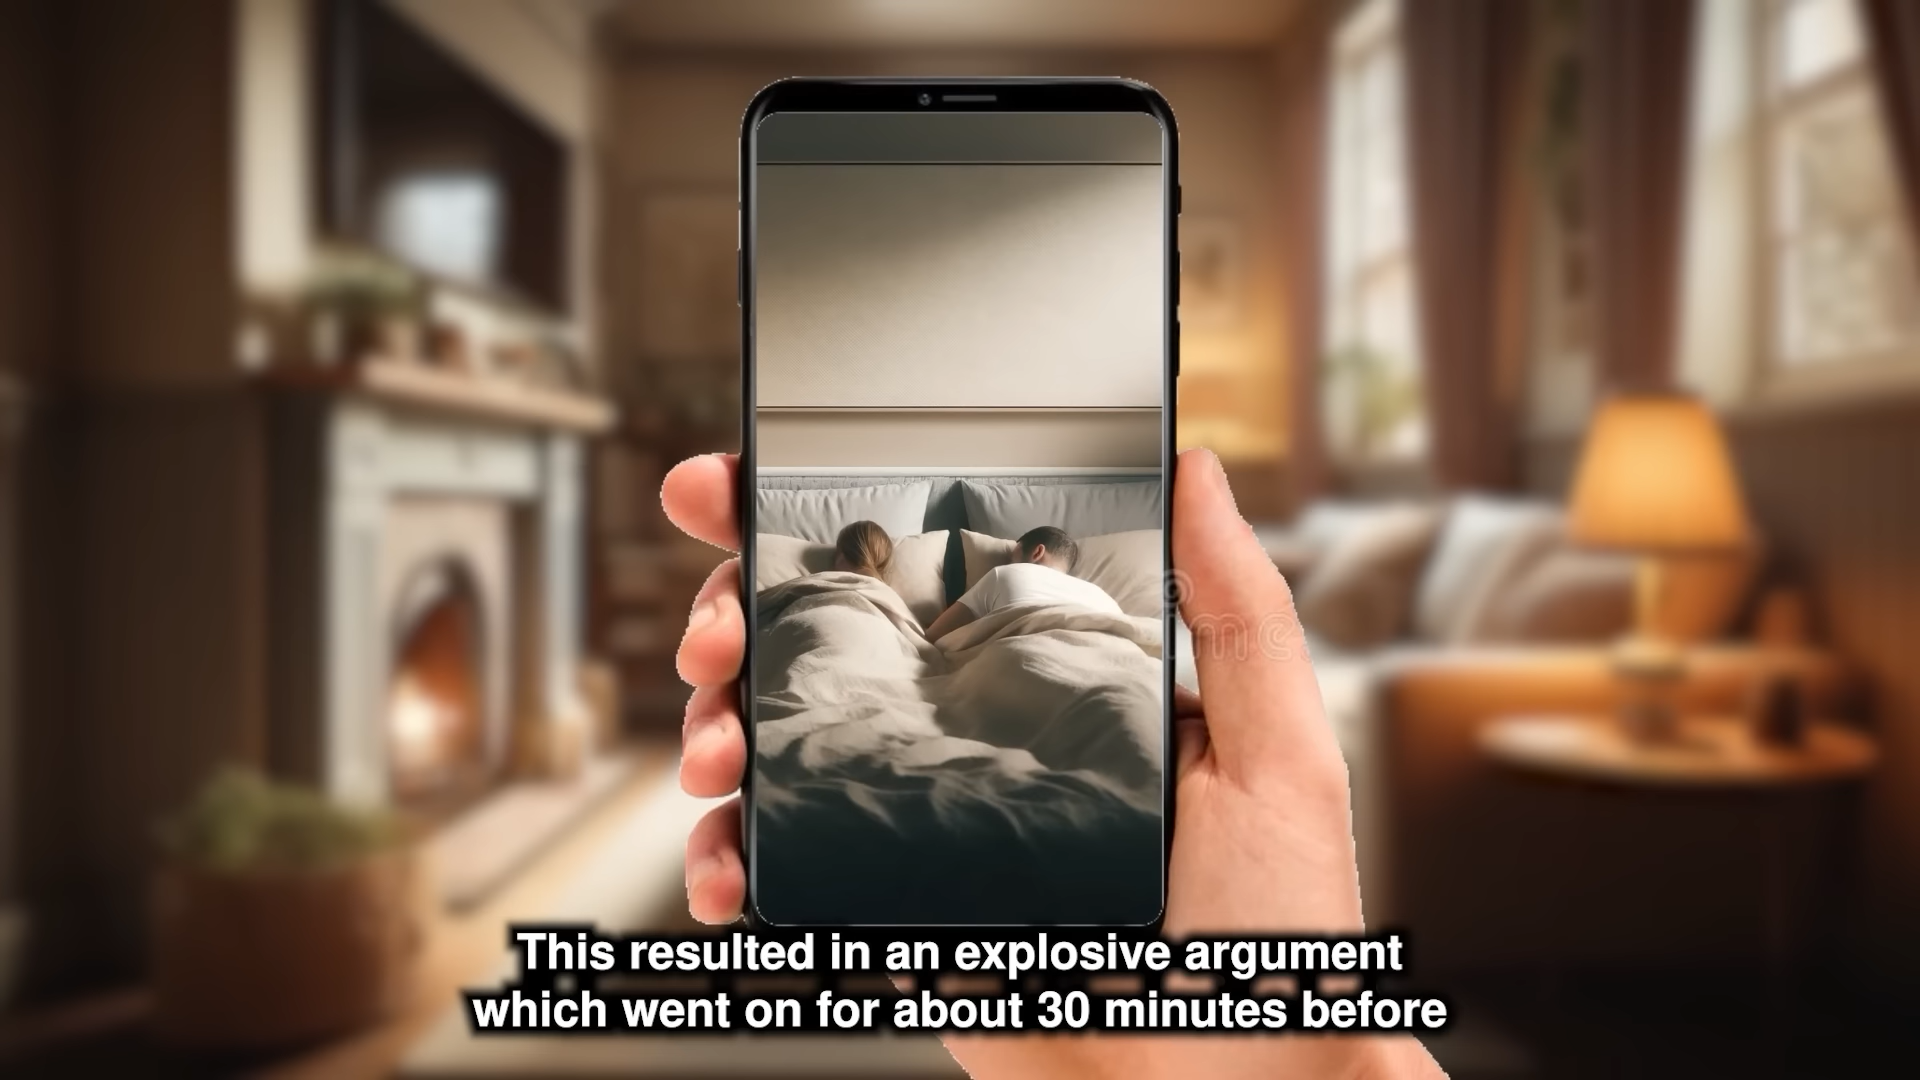 This resulted in an explosive argument
which went on for about 30 minutes before